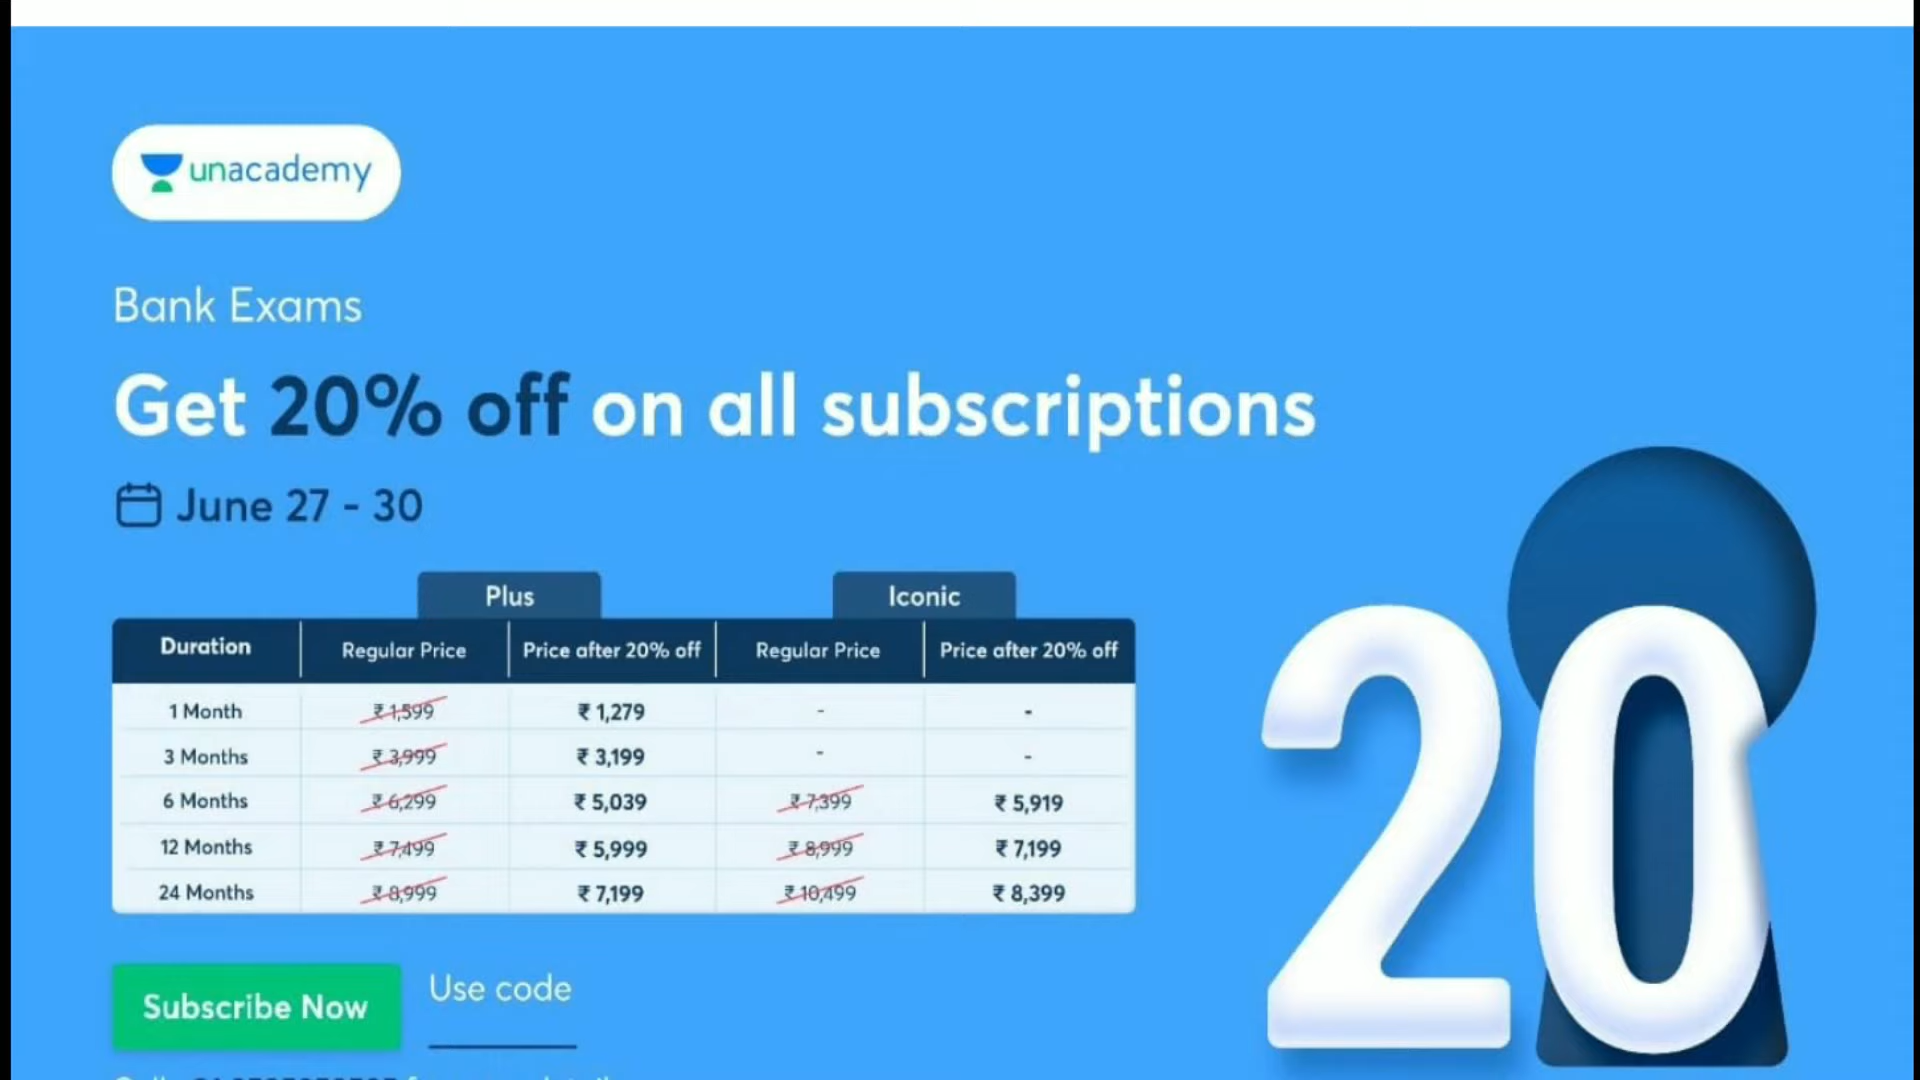 unacademy
Bank Exams
Get 20% off on all subscriptions
June 27 - 30
Plus Iconic
Duration Regular Price Price after 20% off Regular Price Price after 20% off
1 Month ₹ 1,599 ₹ 1,279 - -
3 Months ₹ 3,999 ₹ 3,199 - -
6 Months ₹ 6,299 ₹ 5,039 ₹ 7,399 ₹ 5,919
12 Months ₹ 7,499 ₹ 5,999 ₹ 8,999 ₹ 7,199
24 Months ₹ 8,999 ₹ 7,199 ₹ 10,499 ₹ 8,399
20
Subscribe Now Use code